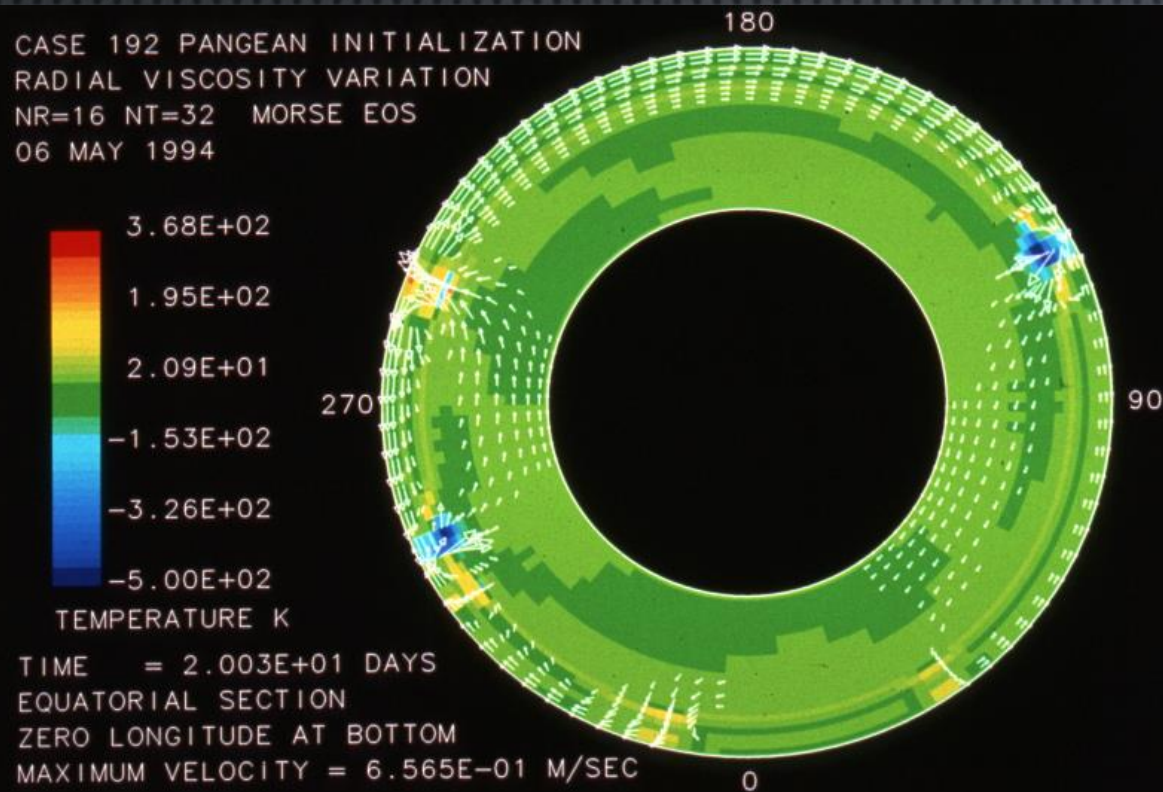 CASE 192 PANGEAN INITIALIZATION
RADIAL VISCOSITY VARIATION
NR=16 NT=32 MORSE EOS
06 MAY 1994
180
3.68E+02
1.95E+02
2.09E+01
-1.53E+02
-3.26E+02
-5.00E+02
TEMPERATURE K
270
90
TIME = 2.003E+01 DAYS
EQUATORIAL SECTION
ZERO LONGITUDE AT BOTTOM
MAXIMUM VELOCITY = 6.565E-01 M/SEC
0